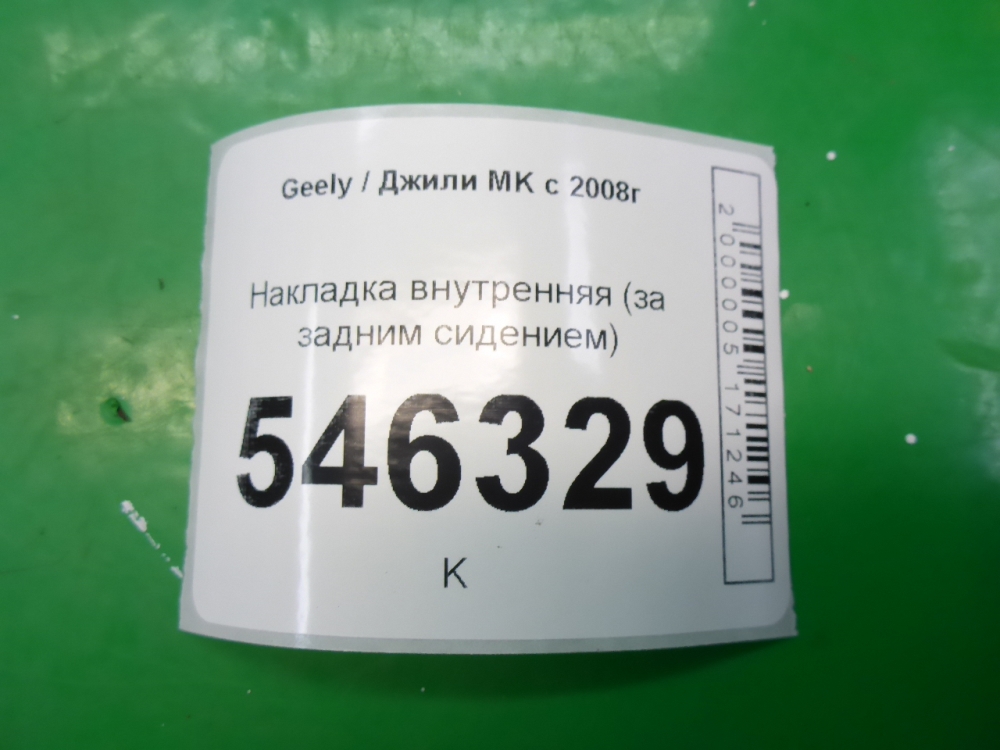 Geely / Джили МК с 2008г
Накладка внутренняя (за
задним сидением)
546329
К
2000005171246